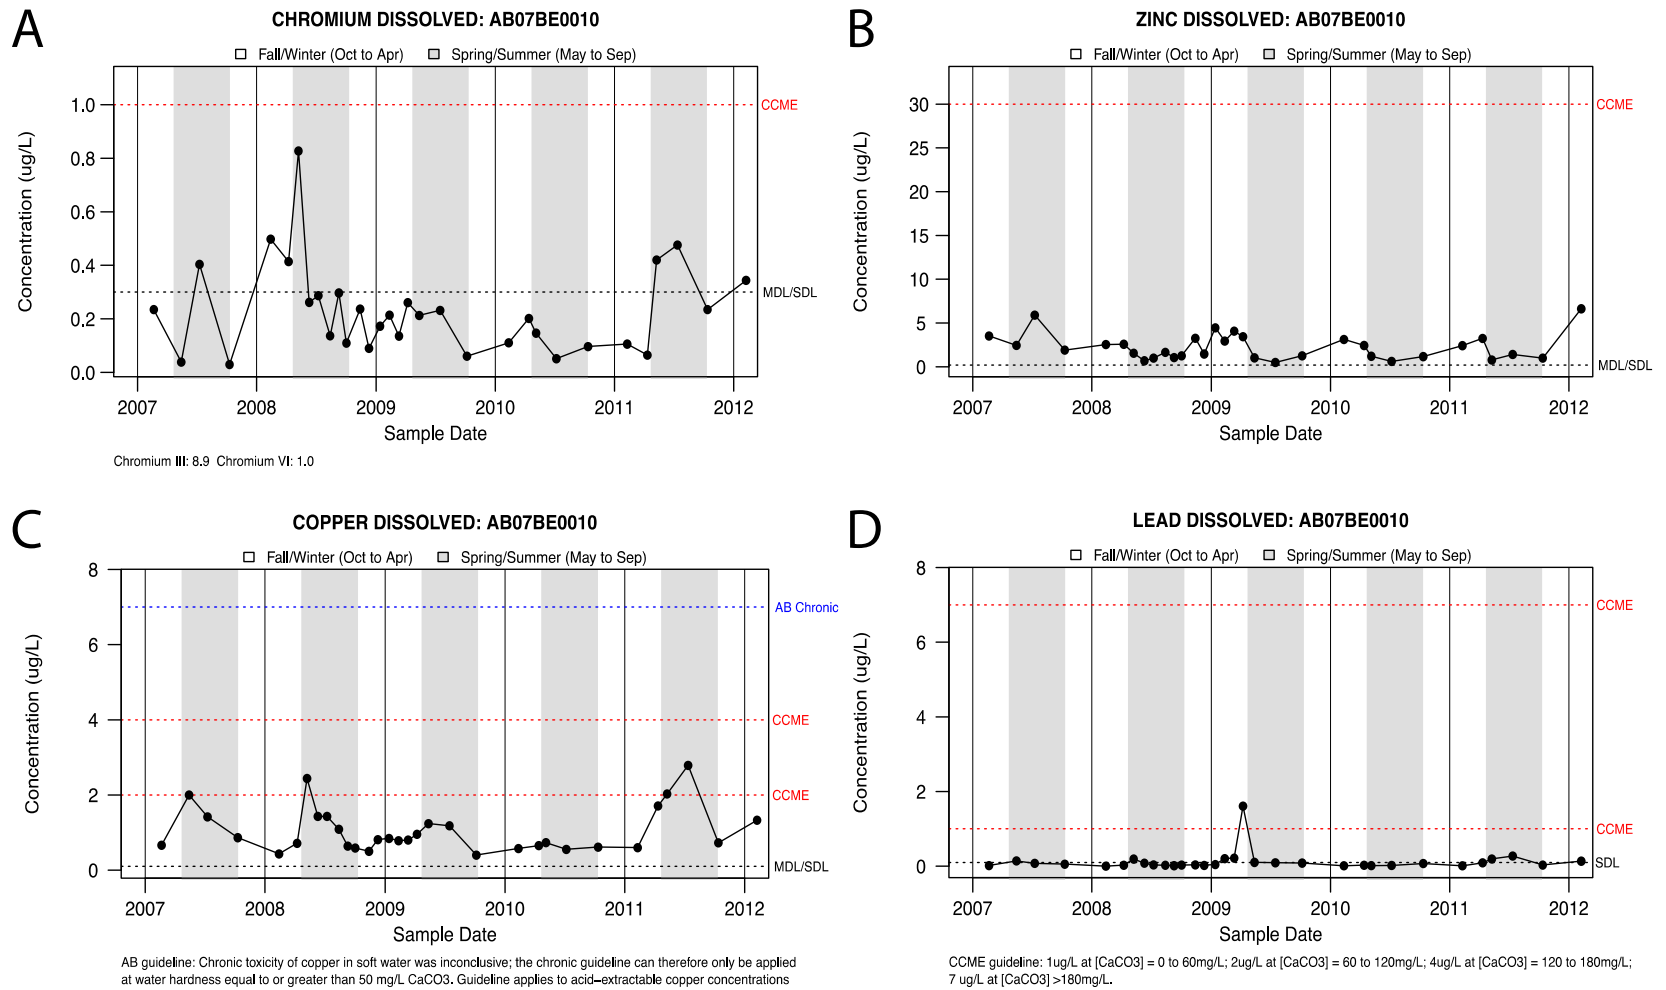 A
CHROMIUM DISSOLVED: AB07BE0010
Fall/Winter (Oct to Apr) Spring/Summer (May to Sep)
Concentration (ug/L)
1.0
0.8
0.6
0.4
0.2
0.0
CCME
MDL/SDL
2007 2008 2009 2010 2011 2012
Sample Date
Chromium III: 8.9 Chromium VI: 1.0
B
ZINC DISSOLVED: AB07BE0010
Fall/Winter (Oct to Apr) Spring/Summer (May to Sep)
Concentration (ug/L)
30
25
20
15
10
5
0
CCME
MDL/SDL
2007 2008 2009 2010 2011 2012
Sample Date
C
COPPER DISSOLVED: AB07BE0010
Fall/Winter (Oct to Apr) Spring/Summer (May to Sep)
Concentration (ug/L)
8
6
4
2
0
AB Chronic
CCME
CCME
MDL/SDL
2007 2008 2009 2010 2011 2012
Sample Date
AB guideline: Chronic toxicity of copper in soft water was inconclusive; the chronic guideline can therefore only be applied
at water hardness equal to or greater than 50 mg/L CaCO3. Guideline applies to acid−extractable copper concentrations
D
LEAD DISSOLVED: AB07BE0010
Fall/Winter (Oct to Apr) Spring/Summer (May to Sep)
Concentration (ug/L)
8
6
4
2
0
CCME
CCME
SDL
2007 2008 2009 2010 2011 2012
Sample Date
CCME guideline: 1ug/L at [CaCO3] = 0 to 60mg/L; 2ug/L at [CaCO3] = 60 to 120mg/L; 4ug/L at [CaCO3] = 120 to 180mg/L;
7 ug/L at [CaCO3] >180mg/L.